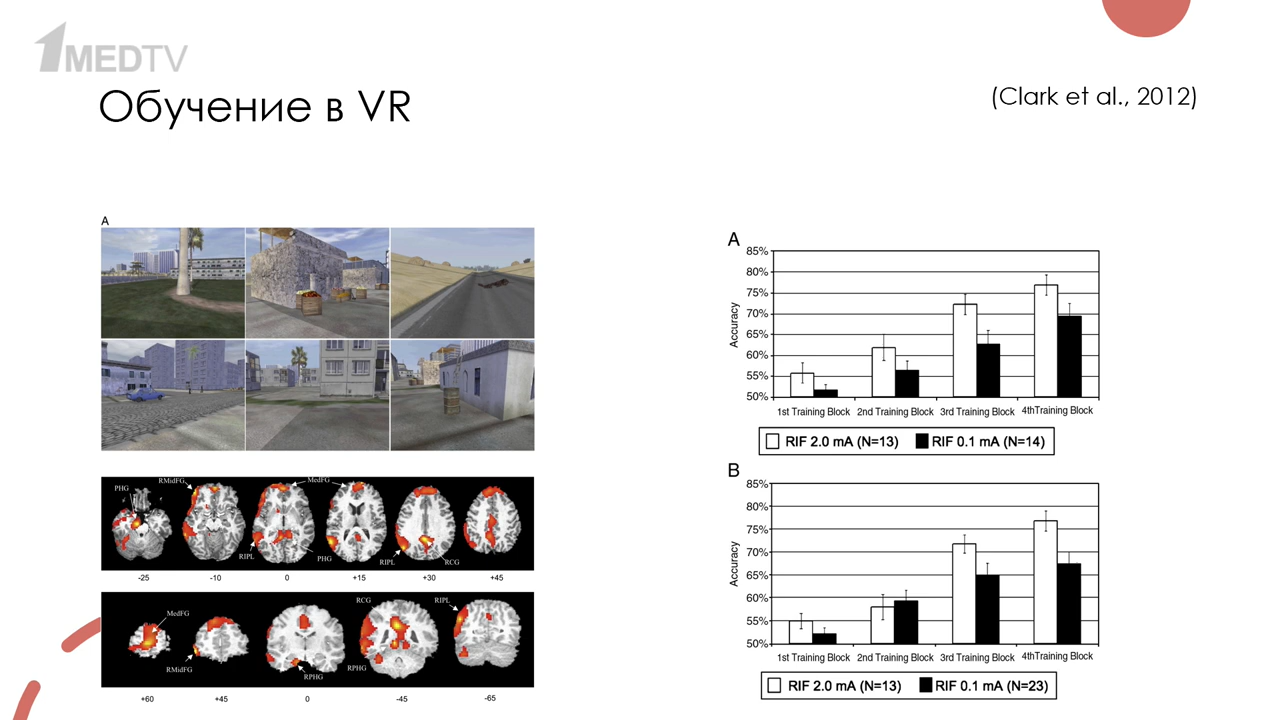 1MEDTV
Обучение в VR
(Clark et al., 2012)
A
PHG
RMidFG
MedFG
RIPL
PHG
RIPL
RCG
-25 -10 0 +15 +30 +45
MedFG
RMidFG
RPHG
RCG
RPHG
RIPL
+60 +45 0 -45 -65
A
Accuracy
85%
80%
75%
70%
65%
60%
55%
50%
1st Training Block 2nd Training Block 3rd Training Block 4thTraining Block
RIF 2.0 mA (N=13) RIF 0.1 mA (N=14)
B
Accuracy
85%
80%
75%
70%
65%
60%
55%
50%
1st Training Block 2nd Training Block 3rd Training Block 4thTraining Block
RIF 2.0 mA (N=13) RIF 0.1 mA (N=23)